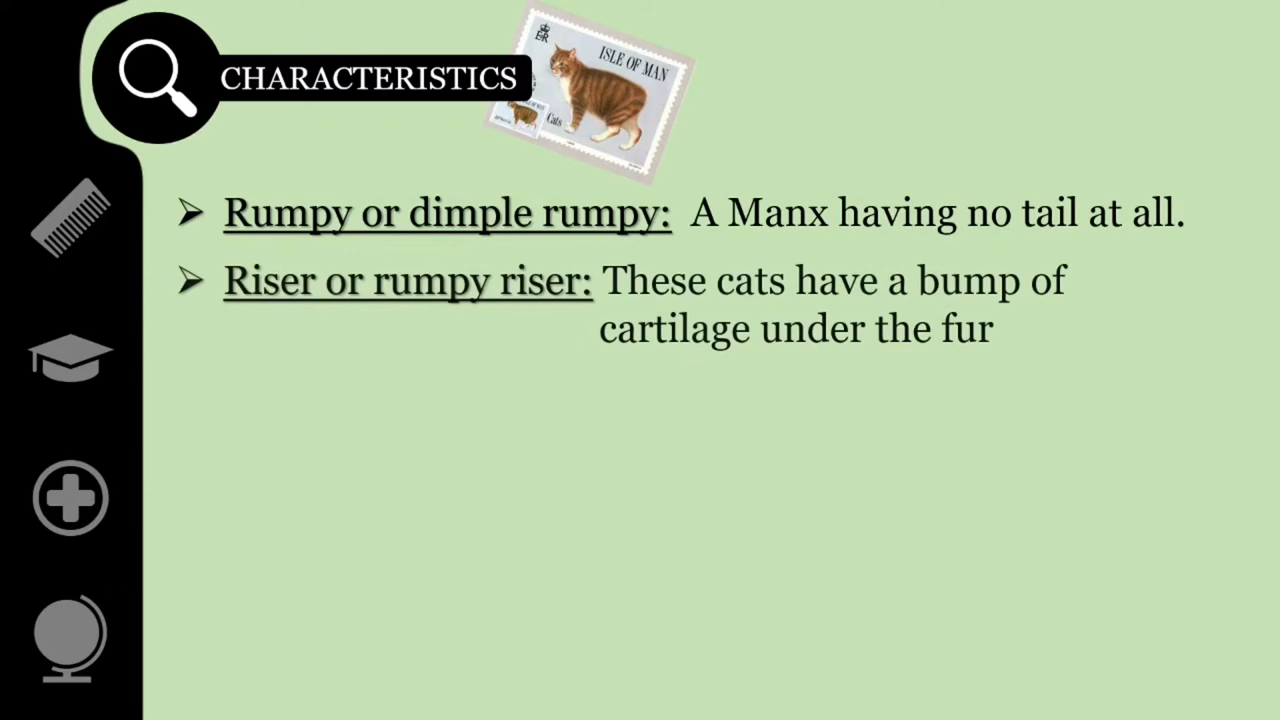 CHARACTERISTICS
ISLE OF MAN
Cats
➢ Rumpy or dimple rumpy: A Manx having no tail at all.
➢ Riser or rumpy riser: These cats have a bump of
cartilage under the fur